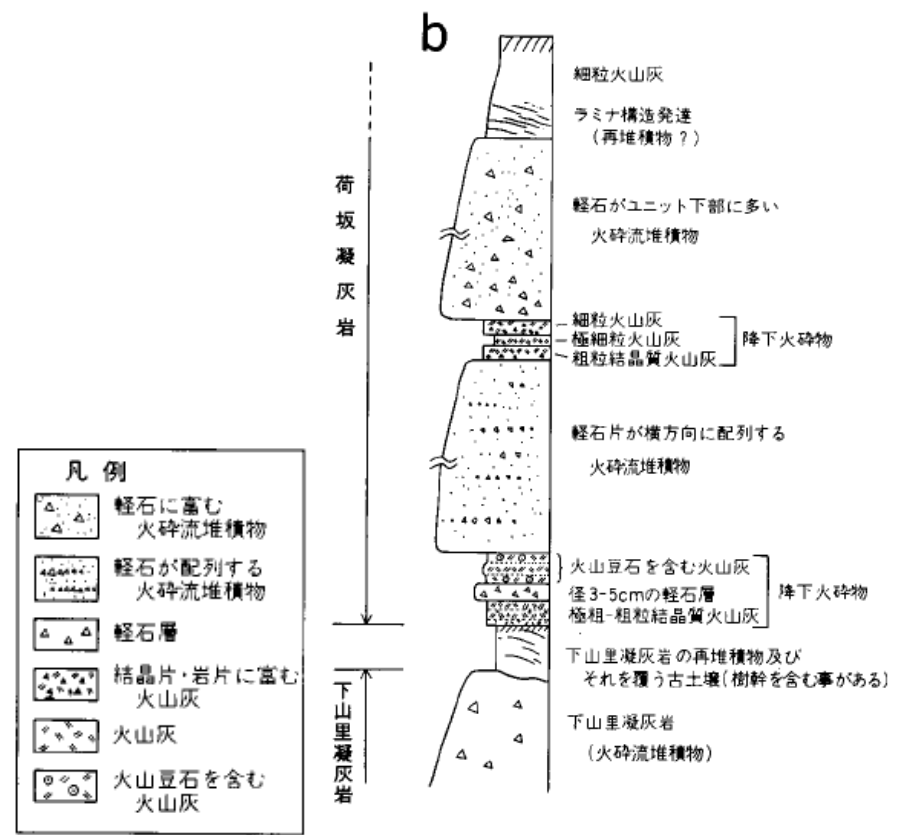 b
細粒火山灰
ラミナ構造発達
(再堆積物?)
軽石がユニット下部に多い
火砕流堆積物
細粒火山灰
極細粒火山灰
粗粒結晶質火山灰
降下火砕物
軽石片が横方向に配列する
火砕流堆積物
火山豆石を含む火山灰
径3-5cmの軽石層
極粗-粗粒結晶質火山灰
降下火砕物
下山里凝灰岩の再堆積物及び
それを覆う古土壌(樹幹を含む事がある)
下山里凝灰岩
(火砕流堆積物)
荷坂凝灰岩
下山里凝灰岩
凡例
軽石に富む
火砕流堆積物
軽石が配列する
火砕流堆積物
軽石層
結晶片・岩片に富む
火山灰
火山灰
火山豆石を含む
火山灰